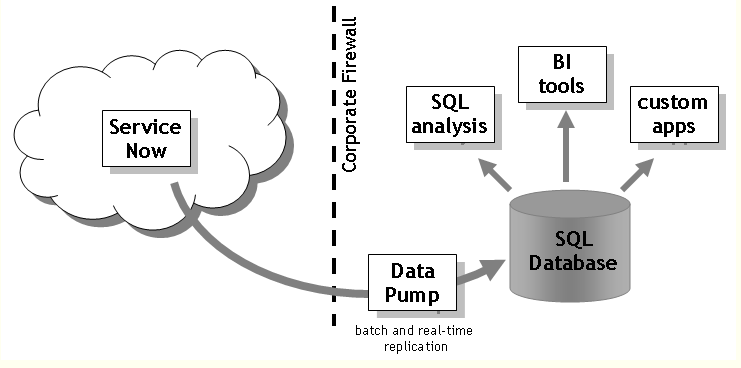 Service
Now
Corporate Firewall
SQL
analysis
BI
tools
custom
apps
SQL
Database
Data
Pump
batch and real-time
replication